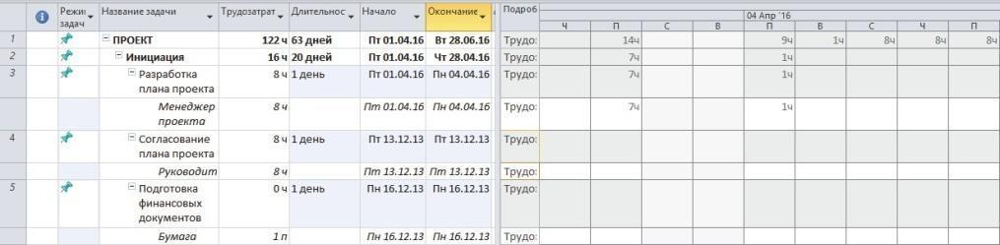 Режи задач Название задачи Трудозатрат Длительнос Начало Окончание Подроб 04 Апр '16
Ч П С В П В С Ч П
1 ПРОЕКТ 122 ч 63 дней Пт 01.04.16 Вт 28.06.16 Трудо: 14ч 9ч 1ч 8ч 8ч 8ч
2 Инициация 16 ч 20 дней Пт 01.04.16 Чт 28.04.16 Трудо: 7ч 1ч
3 Разработка плана проекта 8 ч 1 день Пт 01.04.16 Пн 04.04.16 Трудо: 7ч 1ч
Менеджер проекта 8 ч Пт 01.04.16 Пн 04.04.16 Трудо: 7ч 1ч
4 Согласование плана проекта 8 ч 1 день Пт 13.12.13 Пт 13.12.13 Трудо:
Руководит 8 ч Пт 13.12.13 Пт 13.12.13 Трудо:
5 Подготовка финансовых документов 0 ч 1 день Пн 16.12.13 Пн 16.12.13 Трудо:
Бумага 1 п Пн 16.12.13 Пн 16.12.13 Трудо: